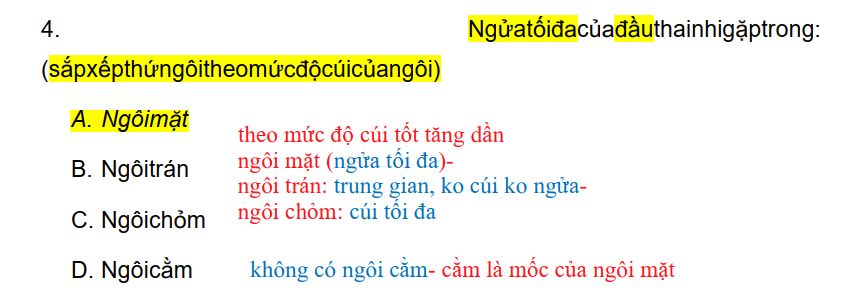 4. Ngửatốiđacủađầuthainhigặptrong:
(sắpxếpthứngôitheomứcđộcúicủangôi)
A. Ngôimặt
theo mức độ cúi tốt tăng dần
ngôi mặt (ngửa tối đa)-
B. Ngôitrán
ngôi trán: trung gian, ko cúi ko ngửa-
C. Ngôichỏm
ngôi chỏm: cúi tối đa
D. Ngôicằm
không có ngôi cằm- cằm là mốc của ngôi mặt